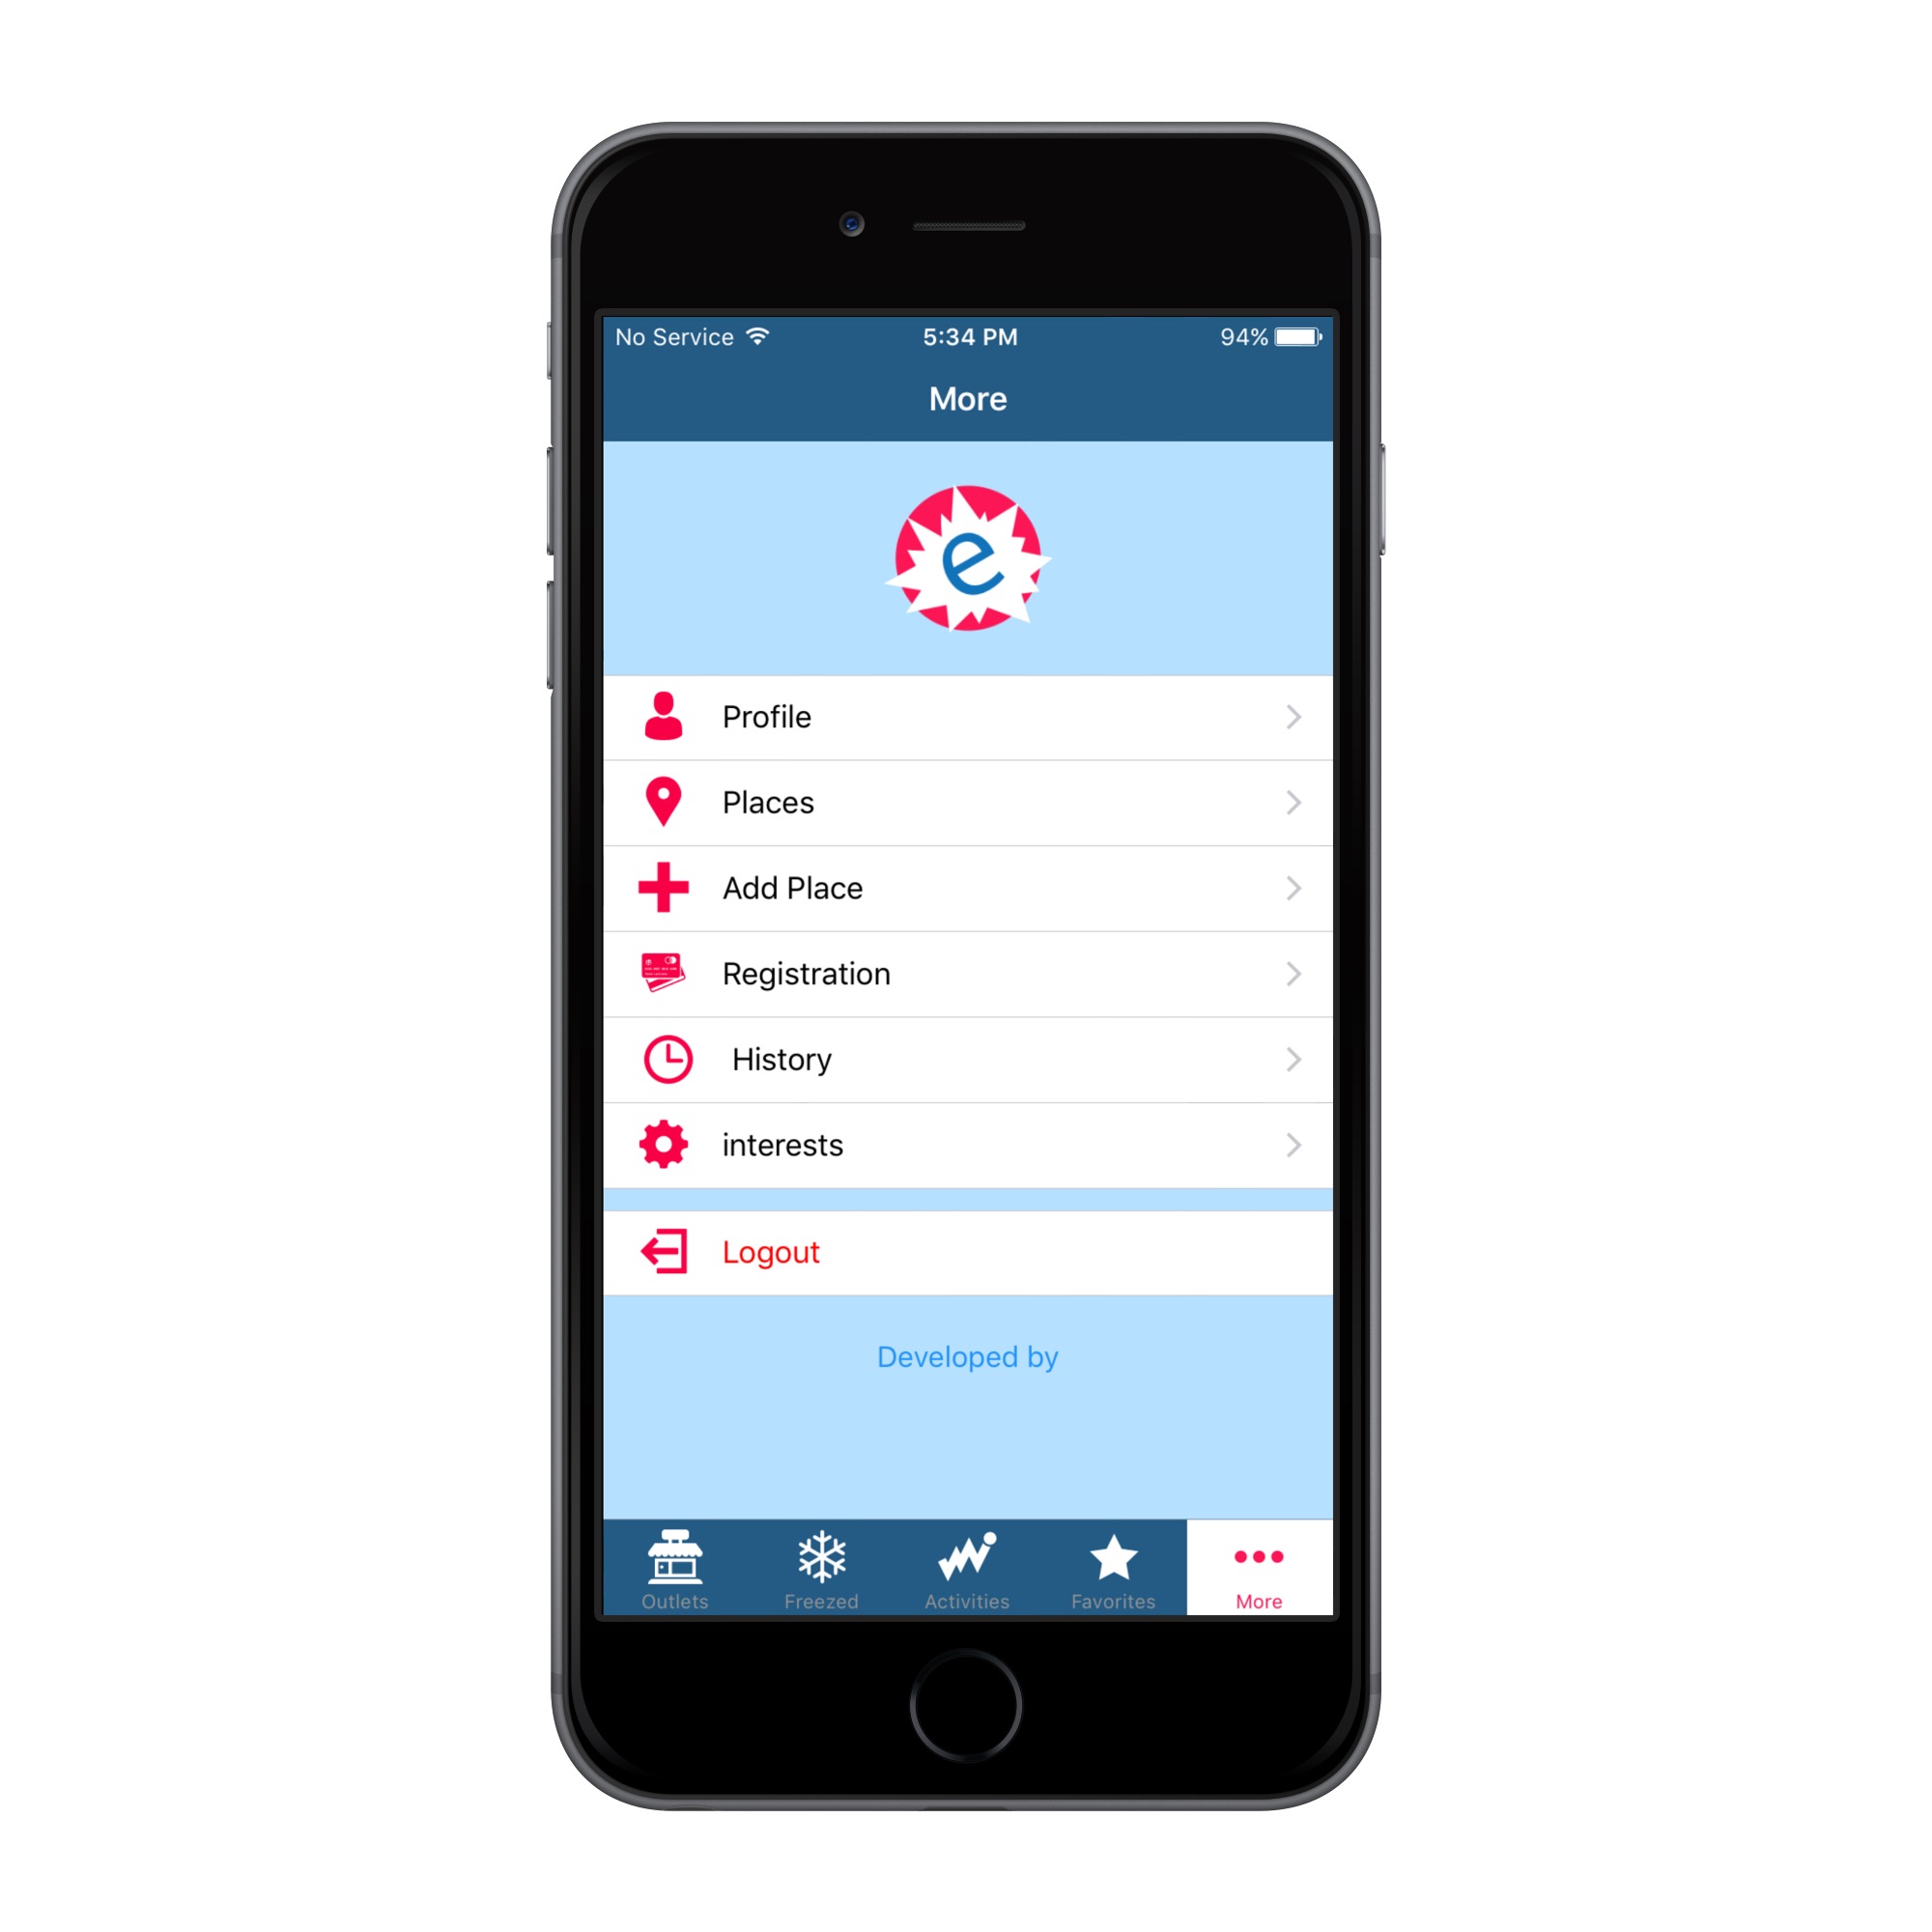 No Service 5:34 PM 94%
More
e
Profile
Places
Add Place
Registration
History
interests
Logout
Developed by
Outlets Freezed Activities Favorites More